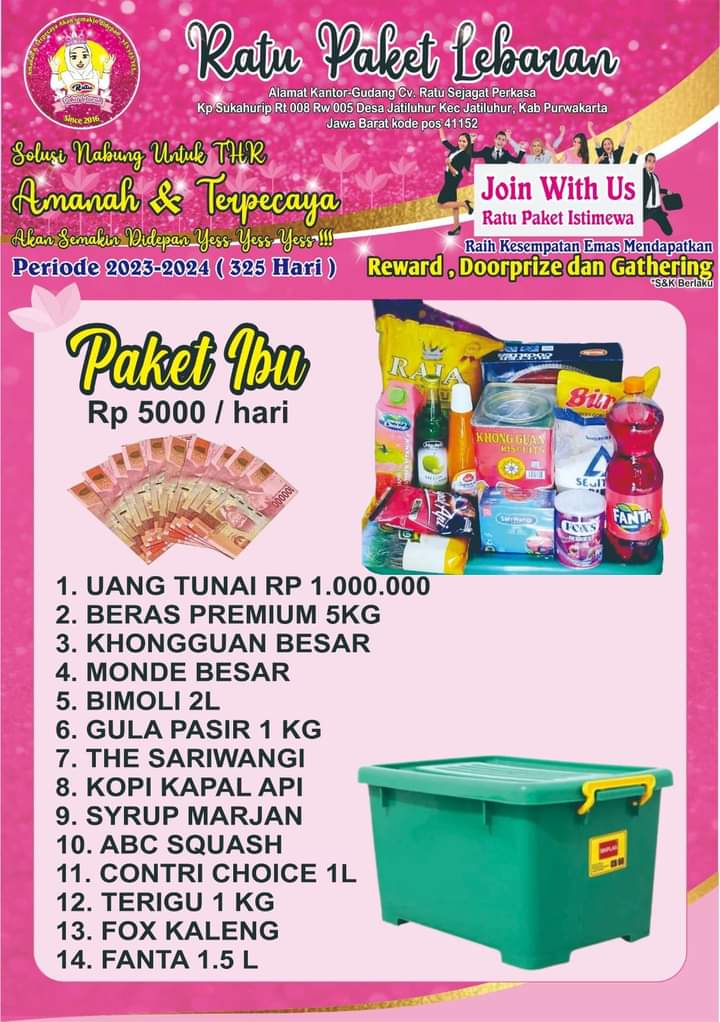 Ratu Paket Lebaran
Alamat Kantor-Gudang Cv. Ratu Sejagat Perkasa
Kp Sukahurip Rt 008 Rw 005 Desa Jatiluhur Kec Jatiluhur, Kab Purwakarta
Jawa Barat kode pos 41152
Ratu
Since 2016
Solusi Nabung Untuk THR
Amanah & Terpecaya
Akan Semakin Didepan Yess Yess Yess !!!
Periode 2023-2024 ( 325 Hari )
Join With Us
Ratu Paket Istimewa
Raih Kesempatan Emas Mendapatkan
Reward , Doorprize dan Gathering
*S&K Berlaku
Paket Ibu
Rp 5000 / hari
100000
RAJA
KHONG GUAN
BISCUITS
SariWangi
FOX'S
FANTA
1. UANG TUNAI RP 1.000.000
2. BERAS PREMIUM 5KG
3. KHONGGUAN BESAR
4. MONDE BESAR
5. BIMOLI 2L
6. GULA PASIR 1 KG
7. THE SARIWANGI
8. KOPI KAPAL API
9. SYRUP MARJAN
10. ABC SQUASH
11. CONTRI CHOICE 1L
12. TERIGU 1 KG
13. FOX KALENG
14. FANTA 1.5 L